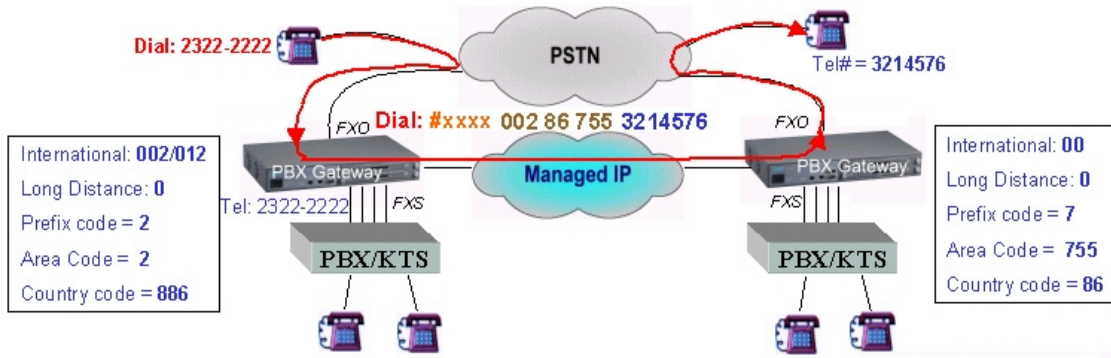 Dial: 2322-2222
PSTN
Tel# = 3214576
Dial: #xxxx 002 86 755 3214576
FXO
FXO
International: 002/012
Long Distance: 0
Prefix code = 2
Area Code = 2
Country code = 886
PBX Gateway
Managed IP
PBX Gateway
International: 00
Long Distance: 0
Prefix code = 7
Area Code = 755
Country code = 86
Tel: 2322-2222
FXS
FXS
PBX/KTS
PBX/KTS